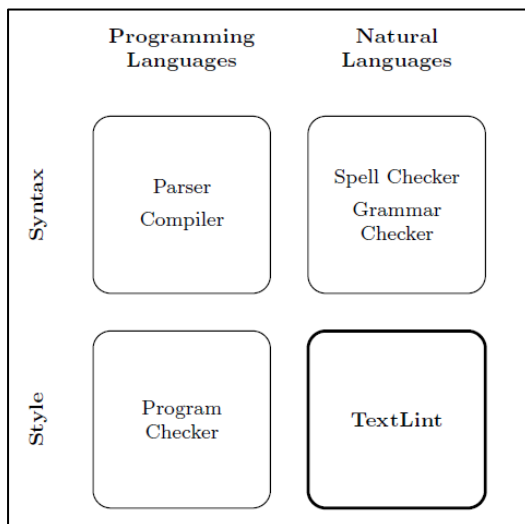 Programming
Languages
Natural
Languages
Syntax
Parser
Compiler
Spell Checker
Grammar
Checker
Style
Program
Checker
TextLint